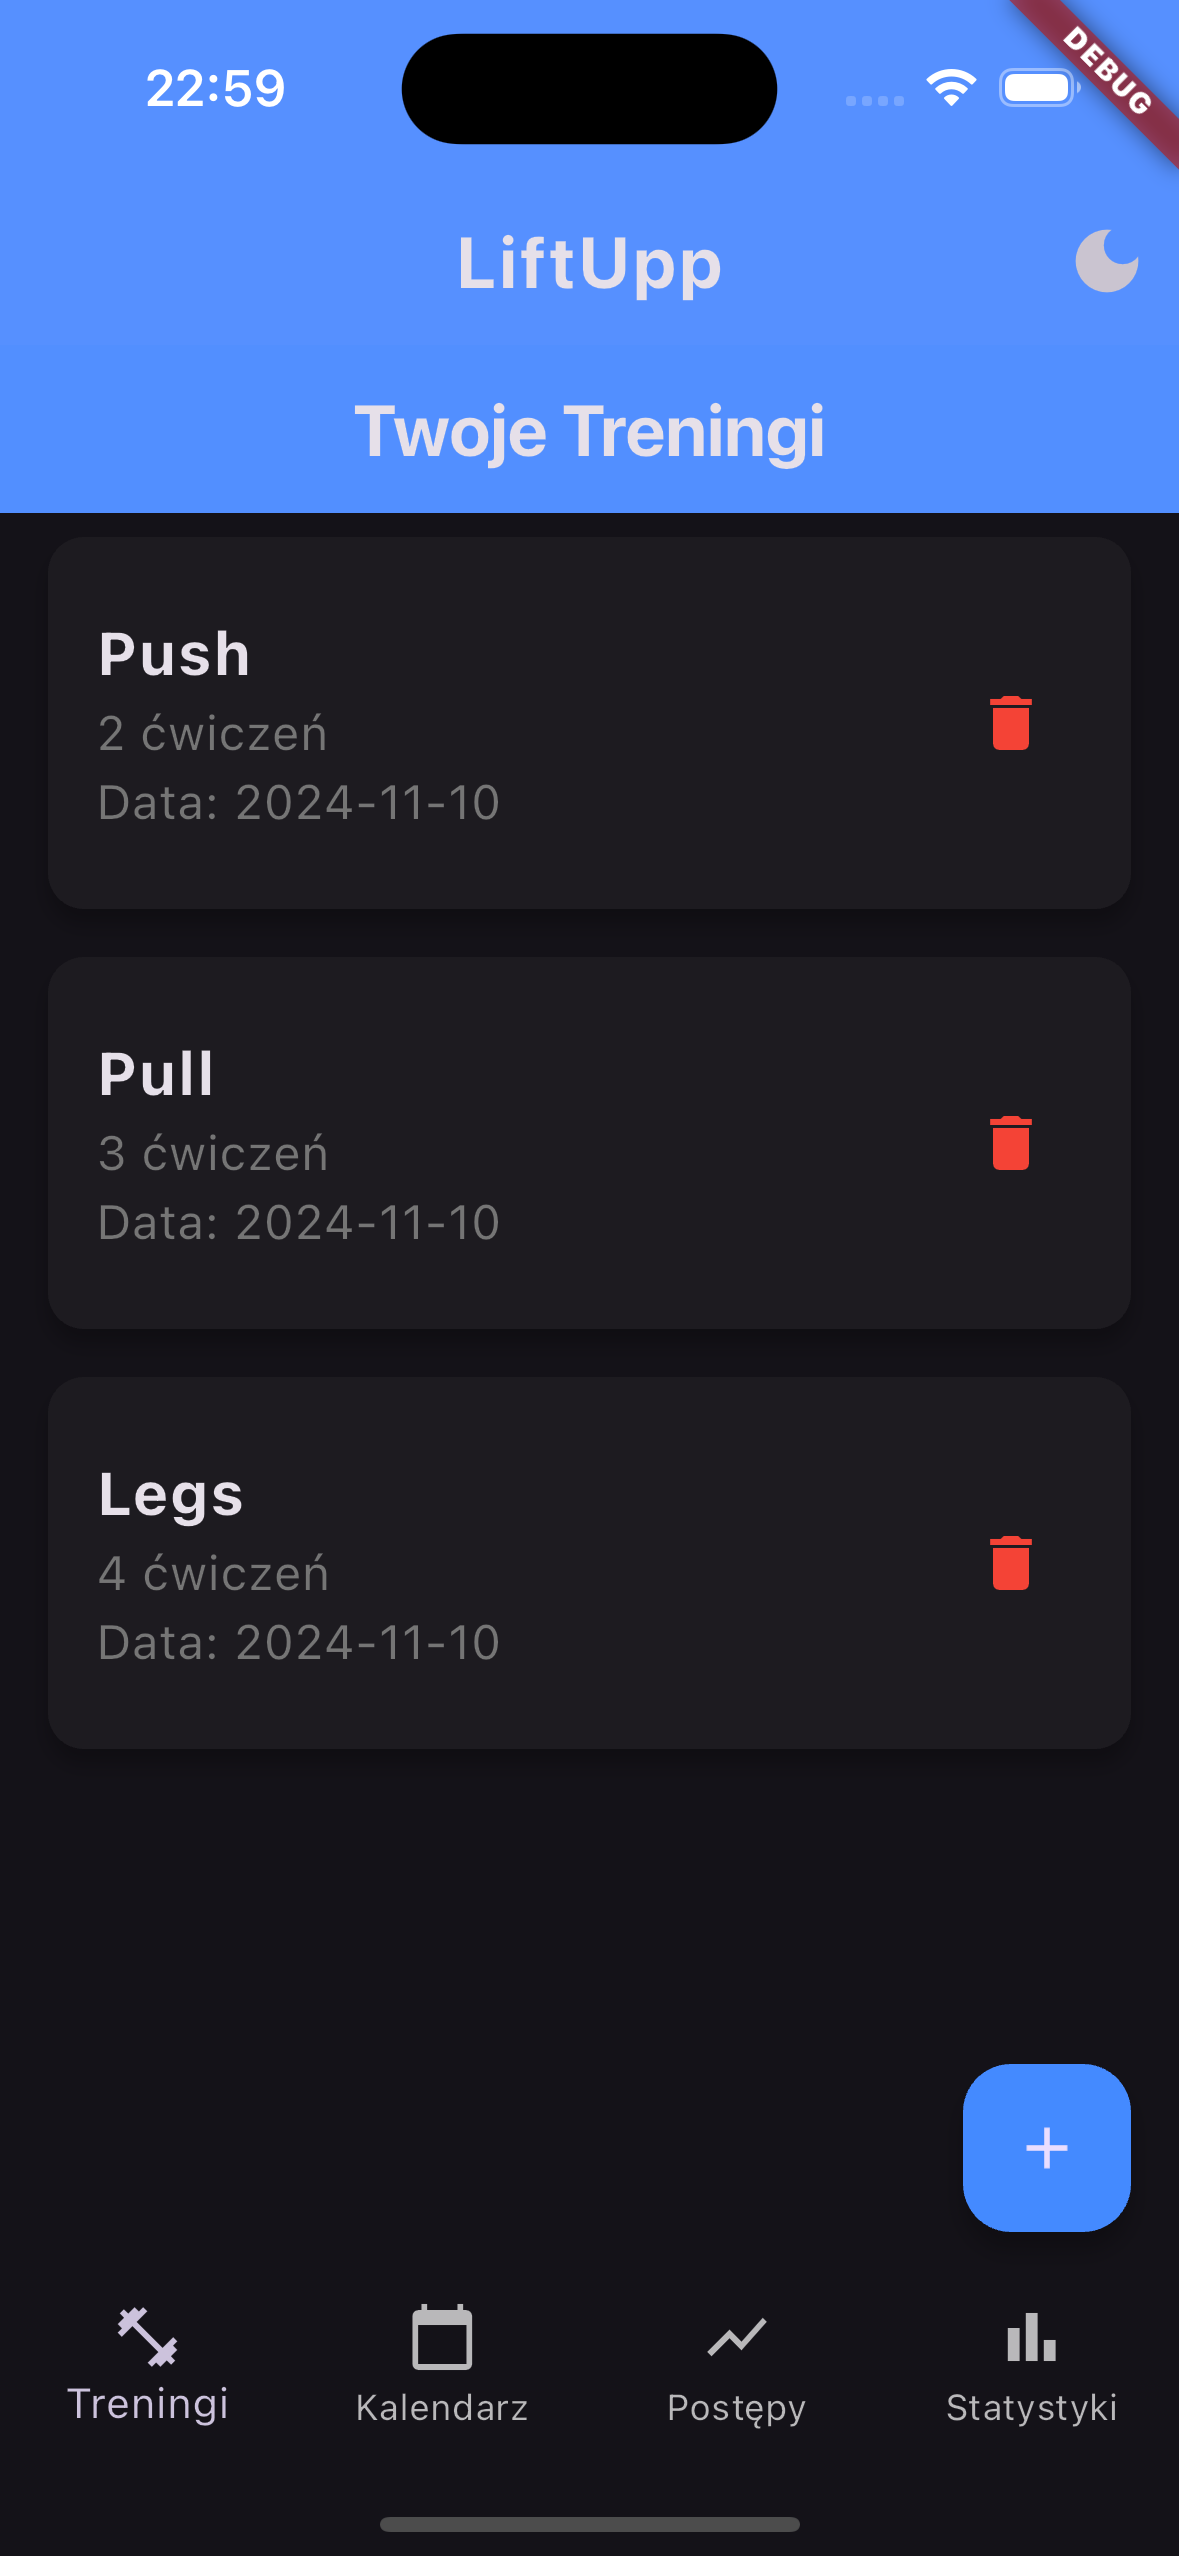 22:59
DEBUG
LiftUpp
Twoje Treningi
Push
2 ćwiczeń
Data: 2024-11-10
Pull
3 ćwiczeń
Data: 2024-11-10
Legs
4 ćwiczeń
Data: 2024-11-10
Treningi
Kalendarz
Postępy
Statystyki